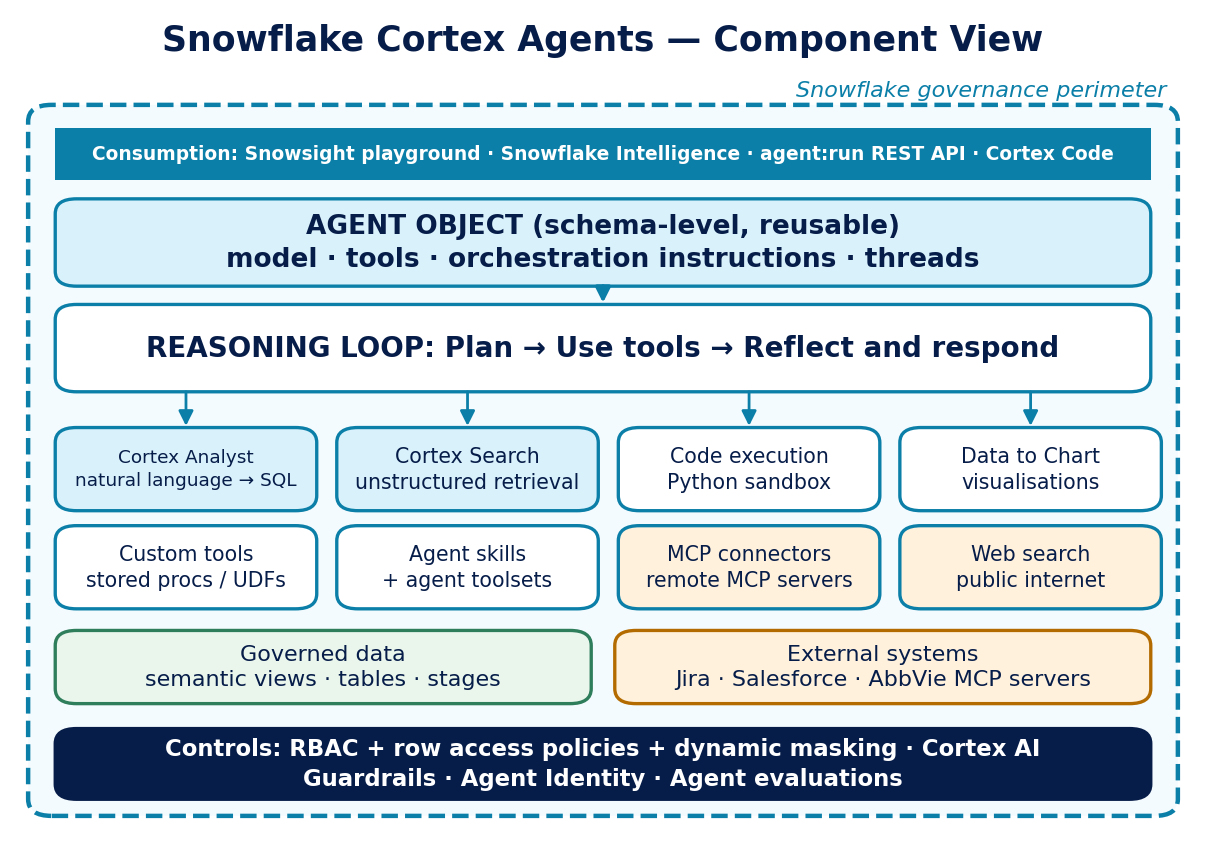 Snowflake Cortex Agents — Component View
Snowflake governance perimeter
Consumption: Snowsight playground · Snowflake Intelligence · agent:run REST API · Cortex Code
AGENT OBJECT (schema-level, reusable)
model · tools · orchestration instructions · threads
REASONING LOOP: Plan → Use tools → Reflect and respond
Cortex Analyst
natural language → SQL
Cortex Search
unstructured retrieval
Code execution
Python sandbox
Data to Chart
visualisations
Custom tools
stored procs / UDFs
Agent skills
+ agent toolsets
MCP connectors
remote MCP servers
Web search
public internet
Governed data
semantic views · tables · stages
External systems
Jira · Salesforce · AbbVie MCP servers
Controls: RBAC + row access policies + dynamic masking · Cortex AI
Guardrails · Agent Identity · Agent evaluations